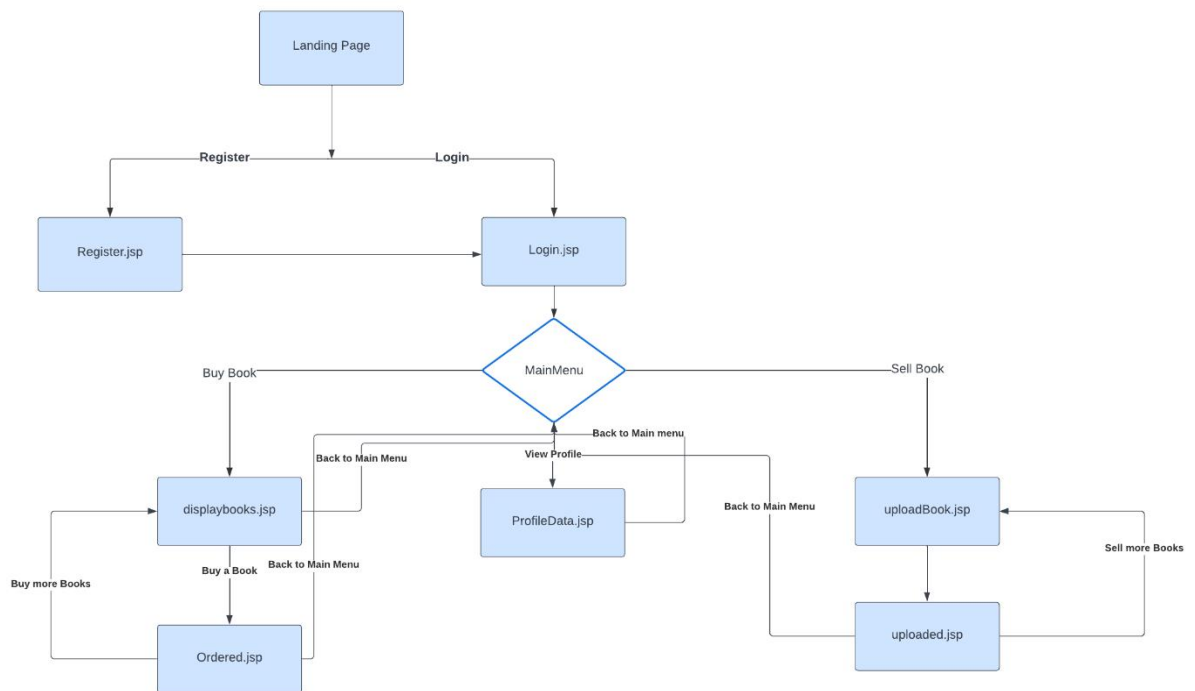 Landing Page
Register
Login
Register.jsp
Login.jsp
MainMenu
Buy Book
Sell Book
Back to Main menu
View Profile
Back to Main Menu
displaybooks.jsp
ProfileData.jsp
Back to Main Menu
uploadBook.jsp
Sell more Books
Buy a Book
Back to Main Menu
Buy more Books
Ordered.jsp
uploaded.jsp